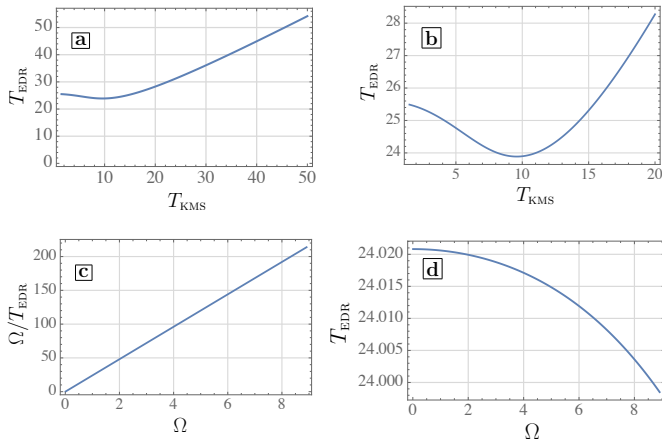 a
50
40
30
20
10
0
T_EDR
10 20 30 40 50
T_KMS
b
28
27
26
25
24
T_EDR
5 10 15 20
T_KMS
c
200
150
100
50
0
Ω/T_EDR
0 2 4 6 8
Ω
d
24.020
24.010
24.005
24.000
T_EDR
0 2 4 6 8
Ω